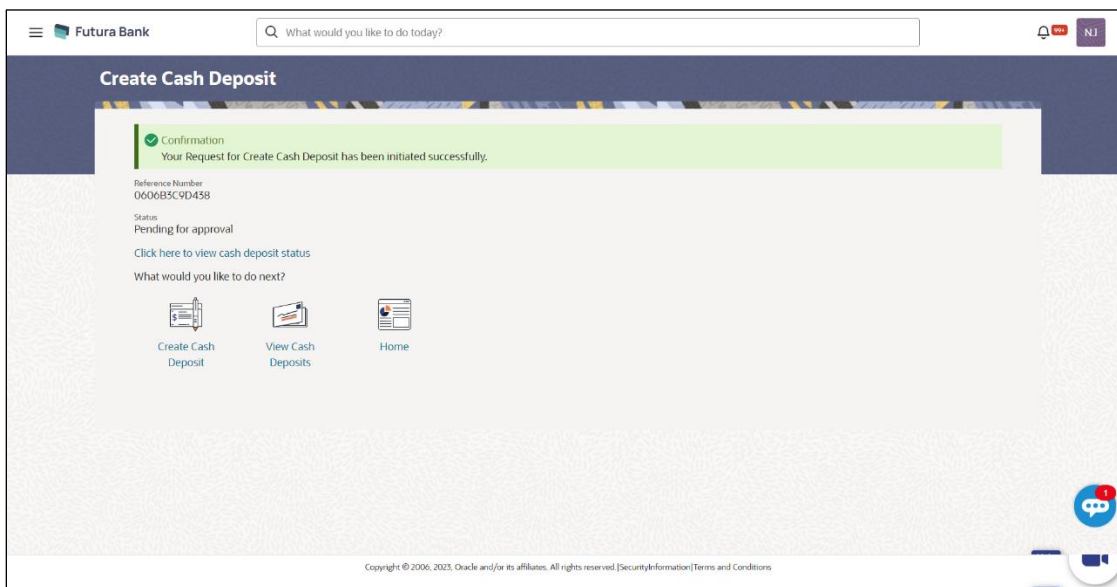 Futura Bank
What would you like to do today?
99+
NJ
Create Cash Deposit
Confirmation
Your Request for Create Cash Deposit has been initiated successfully.
Reference Number
0606B3C9D438
Status
Pending for approval
Click here to view cash deposit status
What would you like to do next?
Create Cash
Deposit
View Cash
Deposits
Home
1
Copyright © 2006, 2023, Oracle and/or its affiliates. All rights reserved.|SecurityInformation|Terms and Conditions